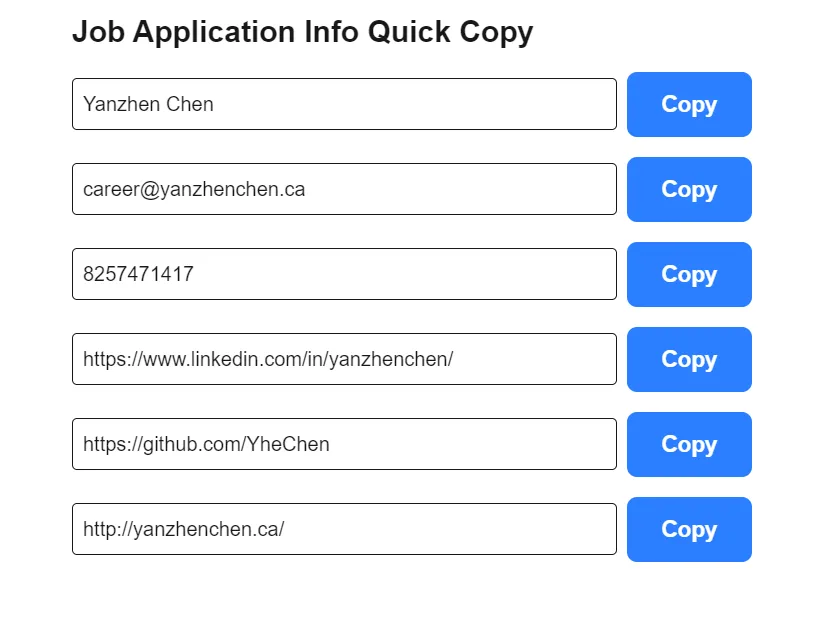 Job Application Info Quick Copy
Yanzhen Chen
Copy
career@yanzhenchen.ca
Copy
8257471417
Copy
https://www.linkedin.com/in/yanzhenchen/
Copy
https://github.com/YheChen
Copy
http://yanzhenchen.ca/
Copy